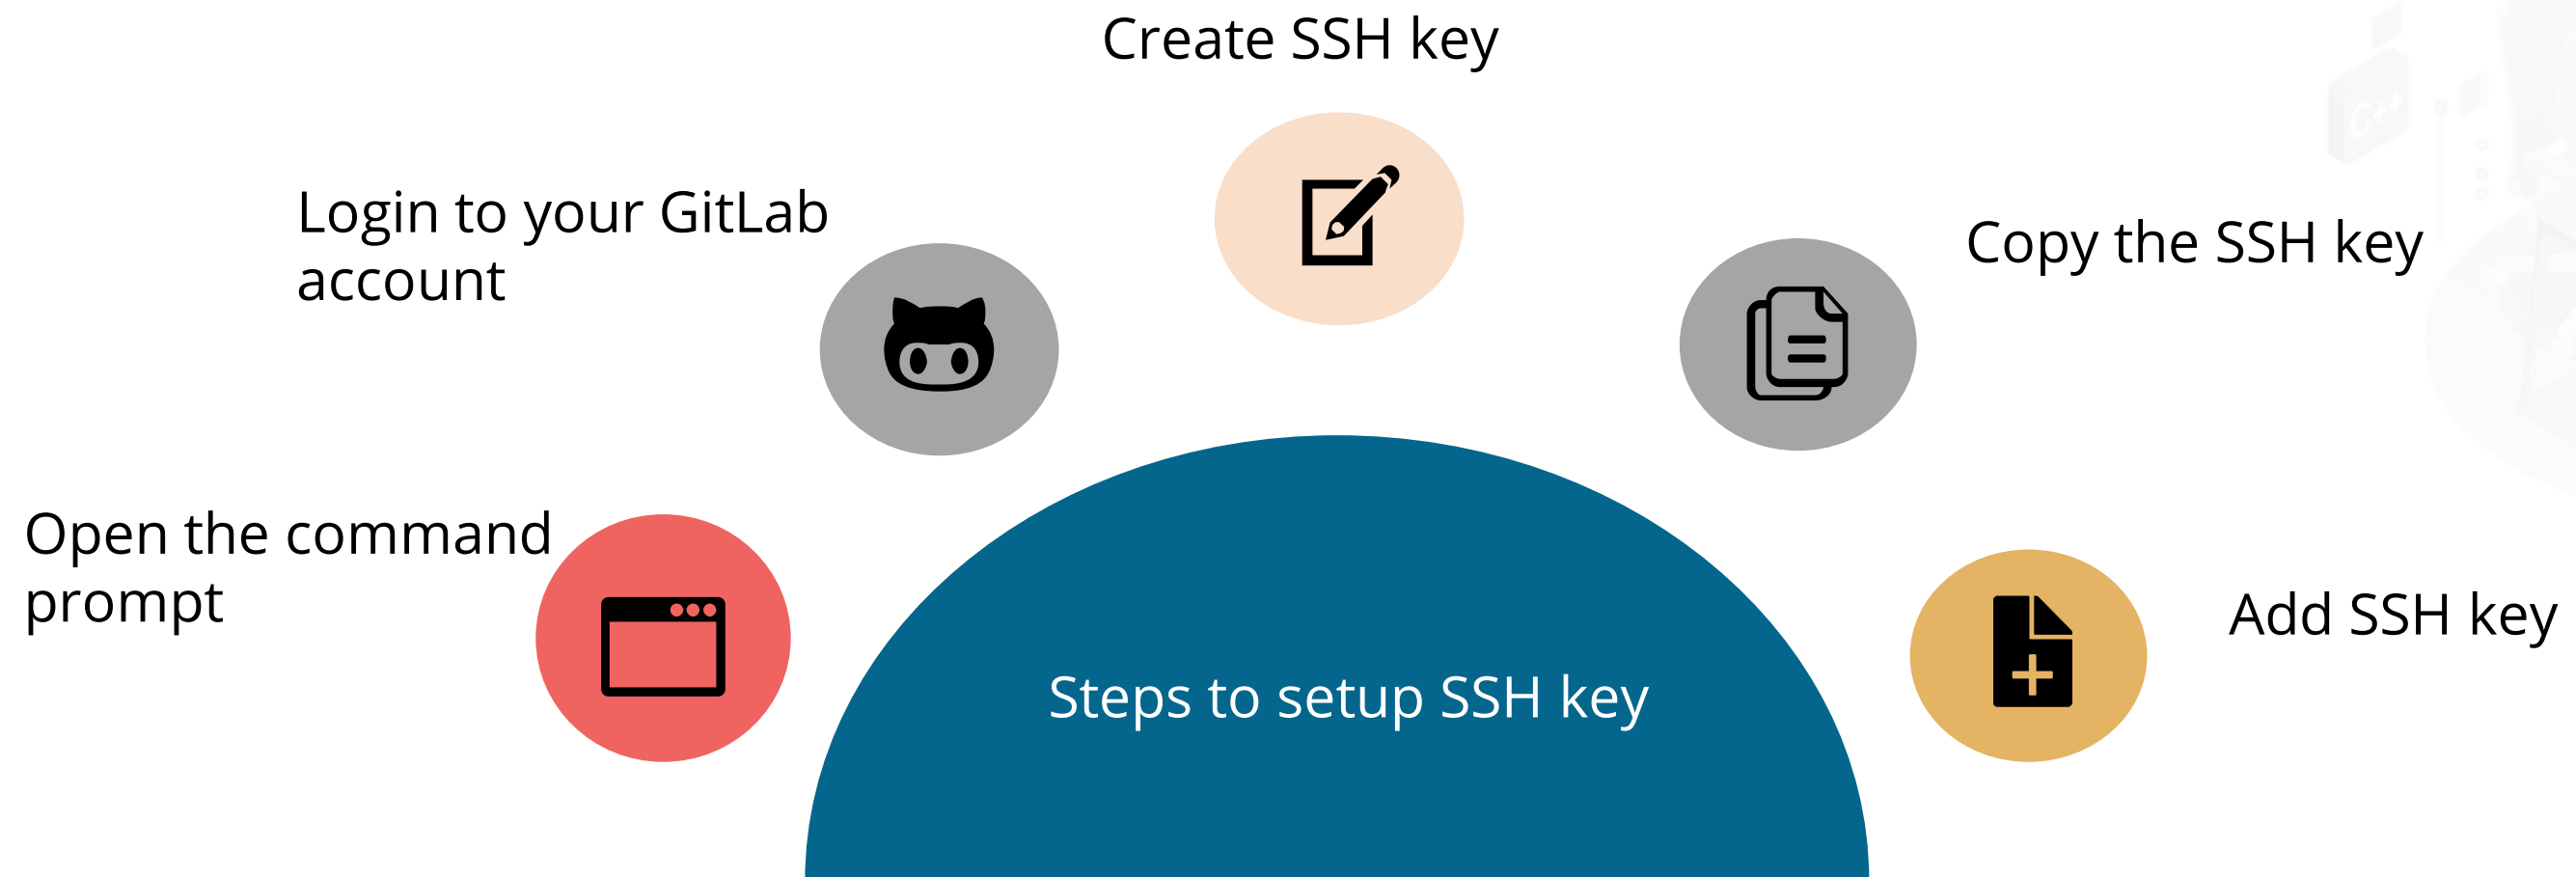 Create SSH key
Login to your GitLab
account
Copy the SSH key
Open the command
prompt
Add SSH key
Steps to setup SSH key
C++